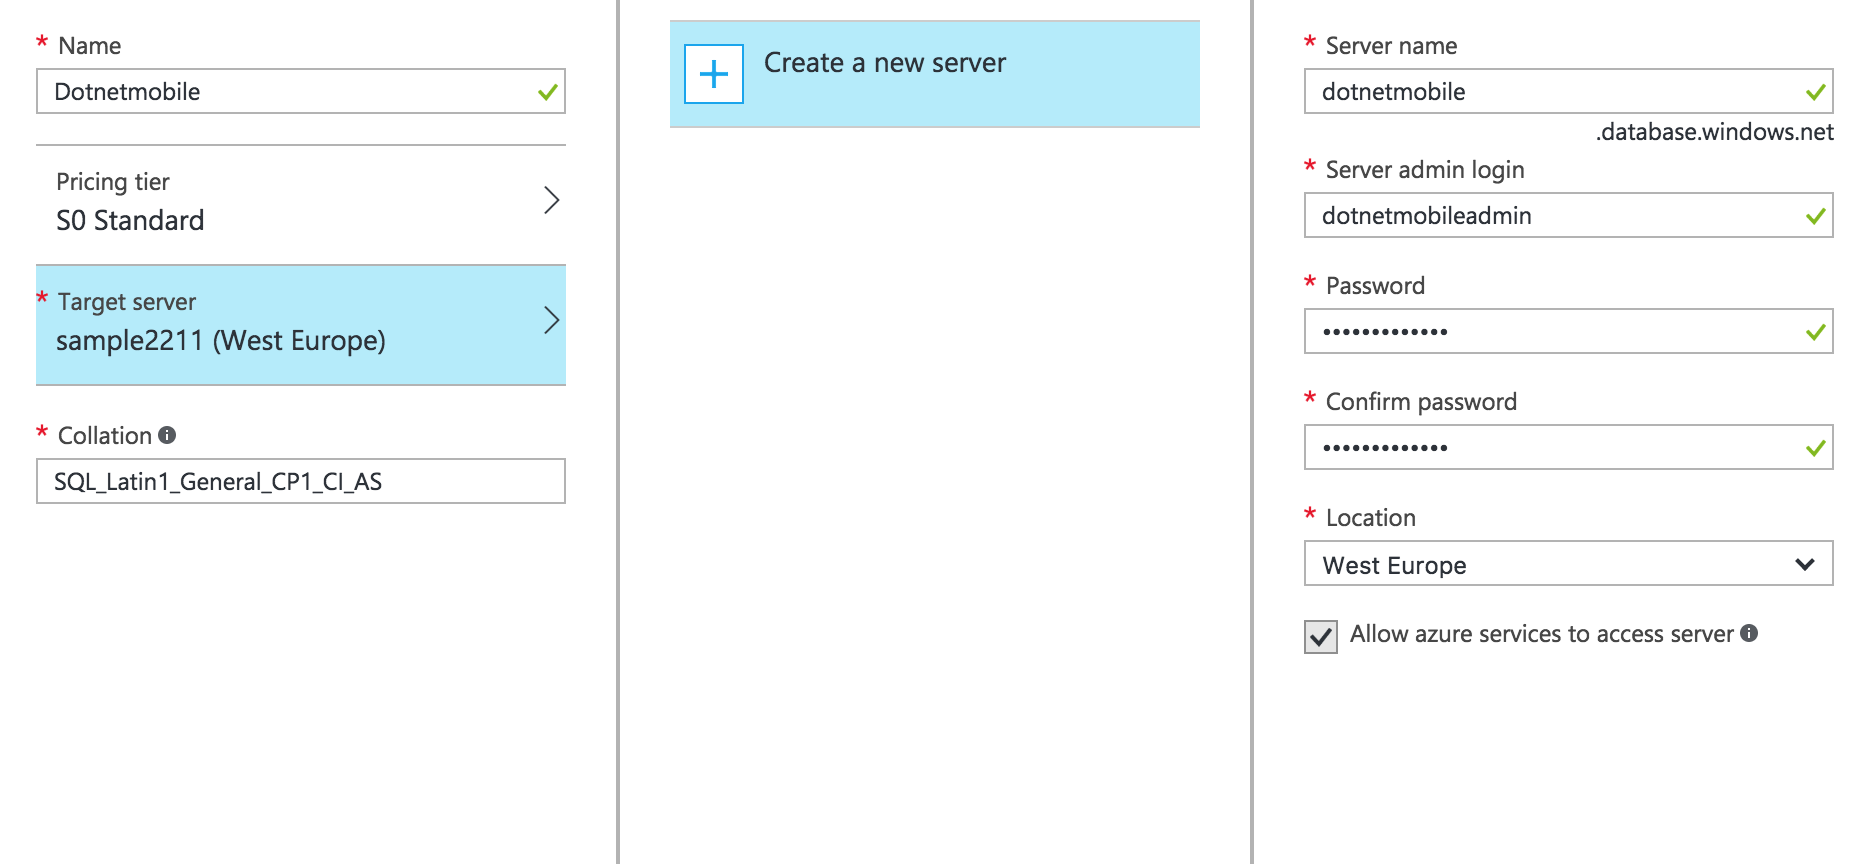 * Name
Dotnetmobile
Pricing tier
S0 Standard
* Target server
sample2211 (West Europe)
* Collation
SQL_Latin1_General_CP1_CI_AS
Create a new server
* Server name
dotnetmobile
.database.windows.net
* Server admin login
dotnetmobileadmin
* Password
•••••••••••••
* Confirm password
•••••••••••••
* Location
West Europe
Allow azure services to access server